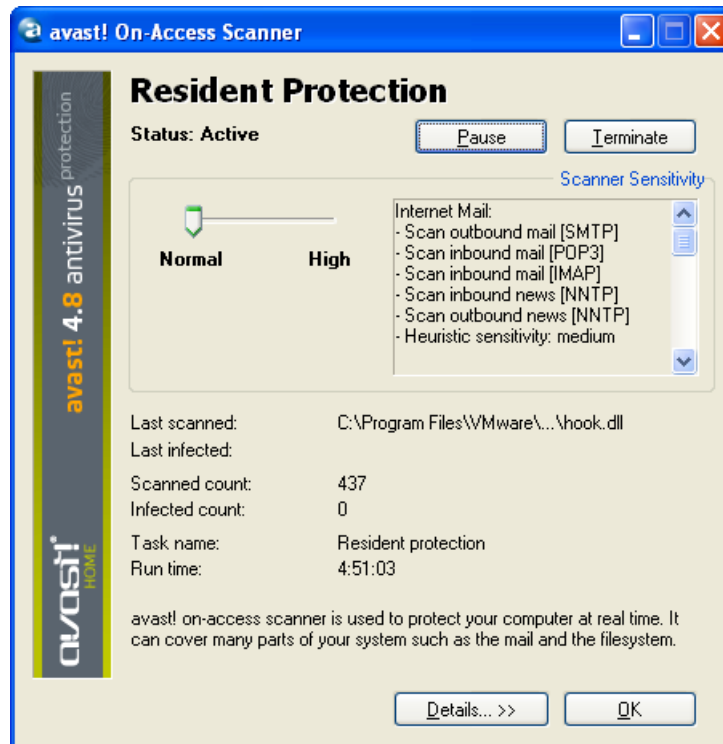 avast! On-Access Scanner
avast! 4.8 antivirus protection
avast!
HOME
Resident Protection
Status: Active
Pause
Terminate
Scanner Sensitivity
Normal
High
Internet Mail:
- Scan outbound mail [SMTP]
- Scan inbound mail [POP3]
- Scan inbound mail [IMAP]
- Scan inbound news [NNTP]
- Scan outbound news [NNTP]
- Heuristic sensitivity: medium
Last scanned: C:\Program Files\VMware\...\hook.dll
Last infected:
Scanned count: 437
Infected count: 0
Task name: Resident protection
Run time: 4:51:03
avast! on-access scanner is used to protect your computer at real time. It
can cover many parts of your system such as the mail and the filesystem.
Details... >>
OK